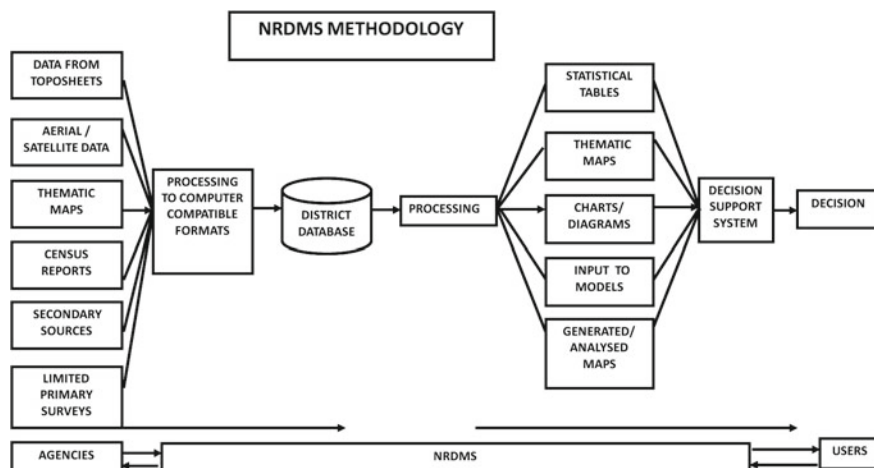 NRDMS METHODOLOGY
DATA FROM
TOPOSHEETS
AERIAL /
SATELLITE DATA
THEMATIC
MAPS
CENSUS
REPORTS
SECONDARY
SOURCES
LIMITED
PRIMARY
SURVEYS
PROCESSING
TO COMPUTER
COMPATIBLE
FORMATS
DISTRICT
DATABASE
PROCESSING
STATISTICAL
TABLES
THEMATIC
MAPS
CHARTS/
DIAGRAMS
INPUT TO
MODELS
GENERATED/
ANALYSED
MAPS
DECISION
SUPPORT
SYSTEM
DECISION
AGENCIES
NRDMS
USERS